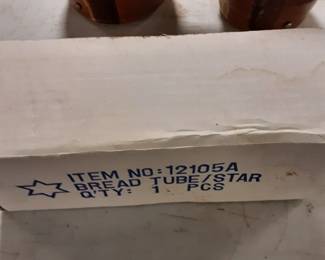 ITEM NO:12105A
BREAD TUBE/STAR
Q'TY: 1 PCS